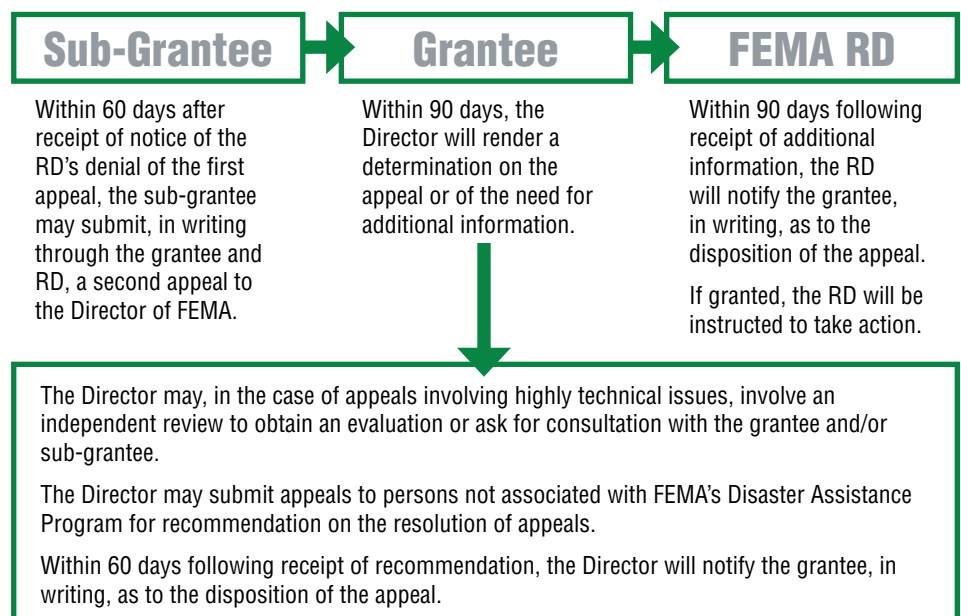 Sub-Grantee
Grantee
FEMA RD
Within 60 days after
receipt of notice of the
RD's denial of the first
appeal, the sub-grantee
may submit, in writing
through the grantee and
RD, a second appeal to
the Director of FEMA.
Within 90 days, the
Director will render a
determination on the
appeal or of the need for
additional information.
Within 90 days following
receipt of additional
information, the RD
will notify the grantee,
in writing, as to the
disposition of the appeal.
If granted, the RD will be
instructed to take action.
The Director may, in the case of appeals involving highly technical issues, involve an
independent review to obtain an evaluation or ask for consultation with the grantee and/or
sub-grantee.
The Director may submit appeals to persons not associated with FEMA's Disaster Assistance
Program for recommendation on the resolution of appeals.
Within 60 days following receipt of recommendation, the Director will notify the grantee, in
writing, as to the disposition of the appeal.